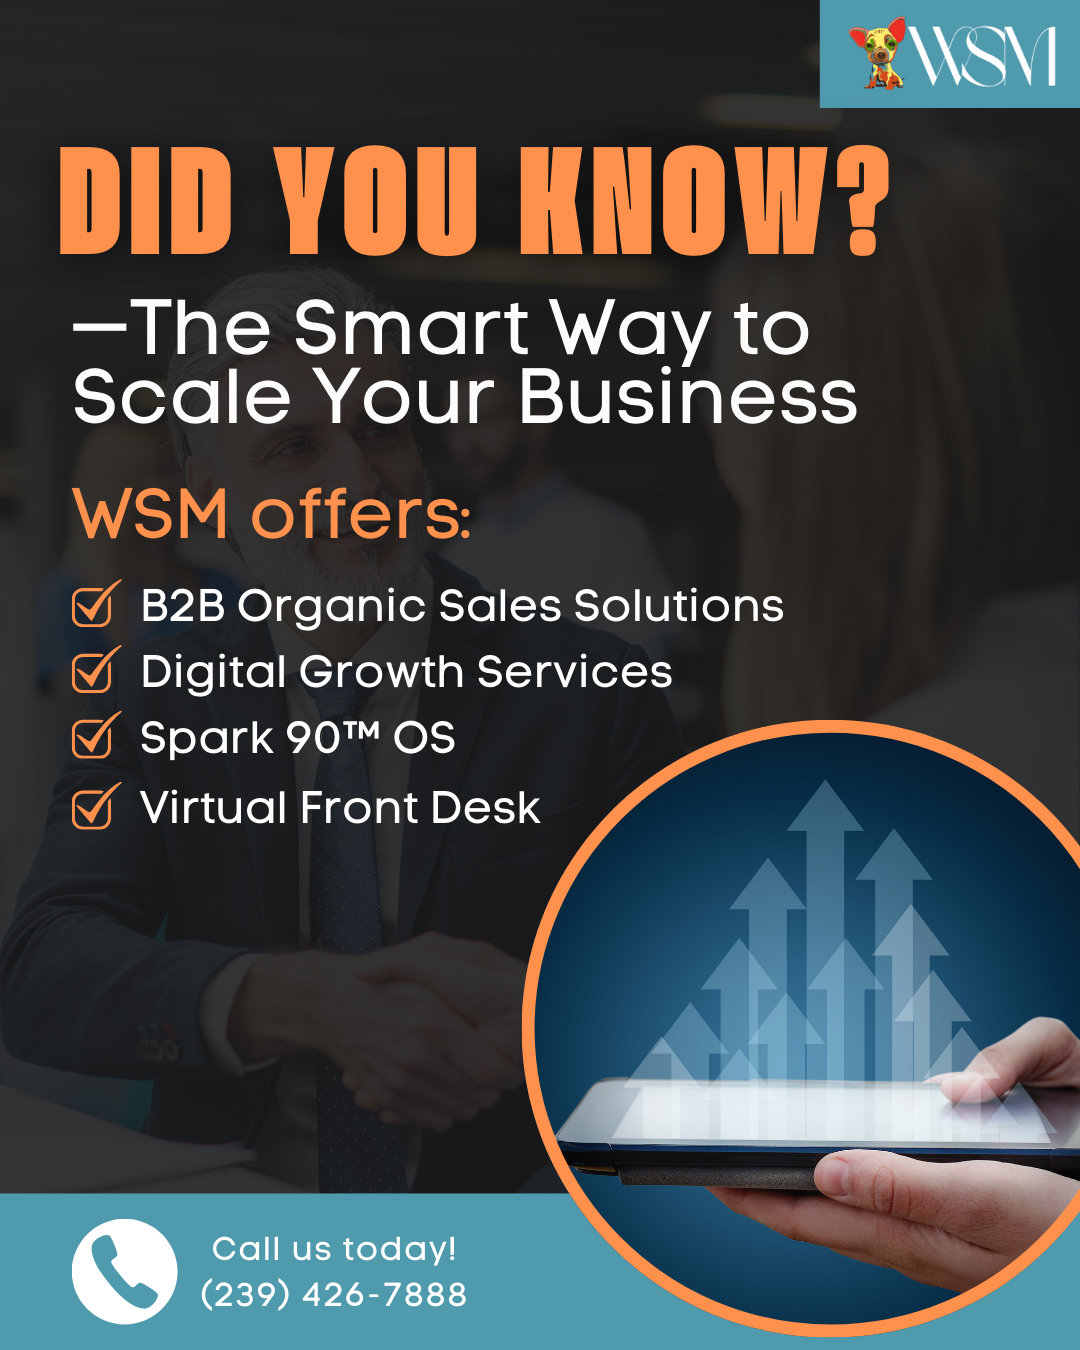 WSM
DID YOU KNOW?
—The Smart Way to
Scale Your Business
WSM offers:
B2B Organic Sales Solutions
Digital Growth Services
Spark 90™ OS
Virtual Front Desk
Call us today!
(239) 426-7888